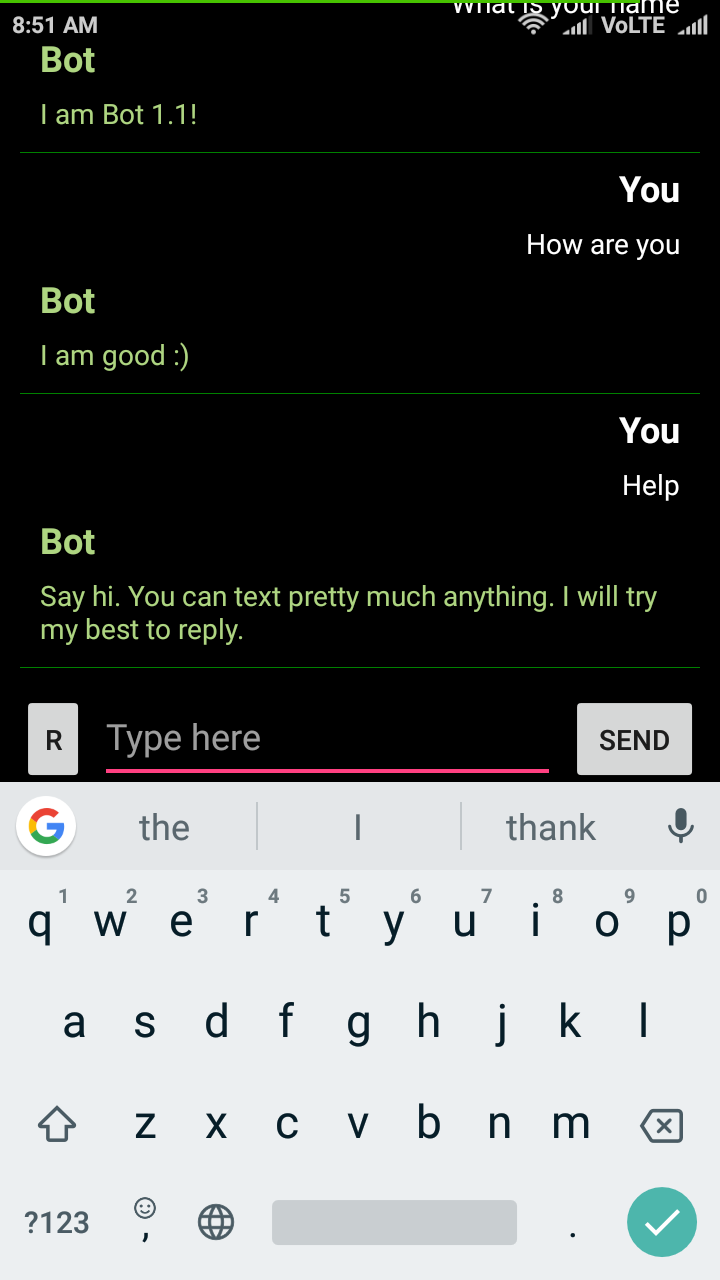 What is your name
8:51 AM
VoLTE
Bot
I am Bot 1.1!
You
How are you
Bot
I am good :)
You
Help
Bot
Say hi. You can text pretty much anything. I will try
my best to reply.
R Type here SEND
G the I thank
q 1 w 2 e 3 r 4 t 5 y 6 u 7 i 8 o 9 p 0
a s d f g h j k l
z x c v b n m
?123 , .